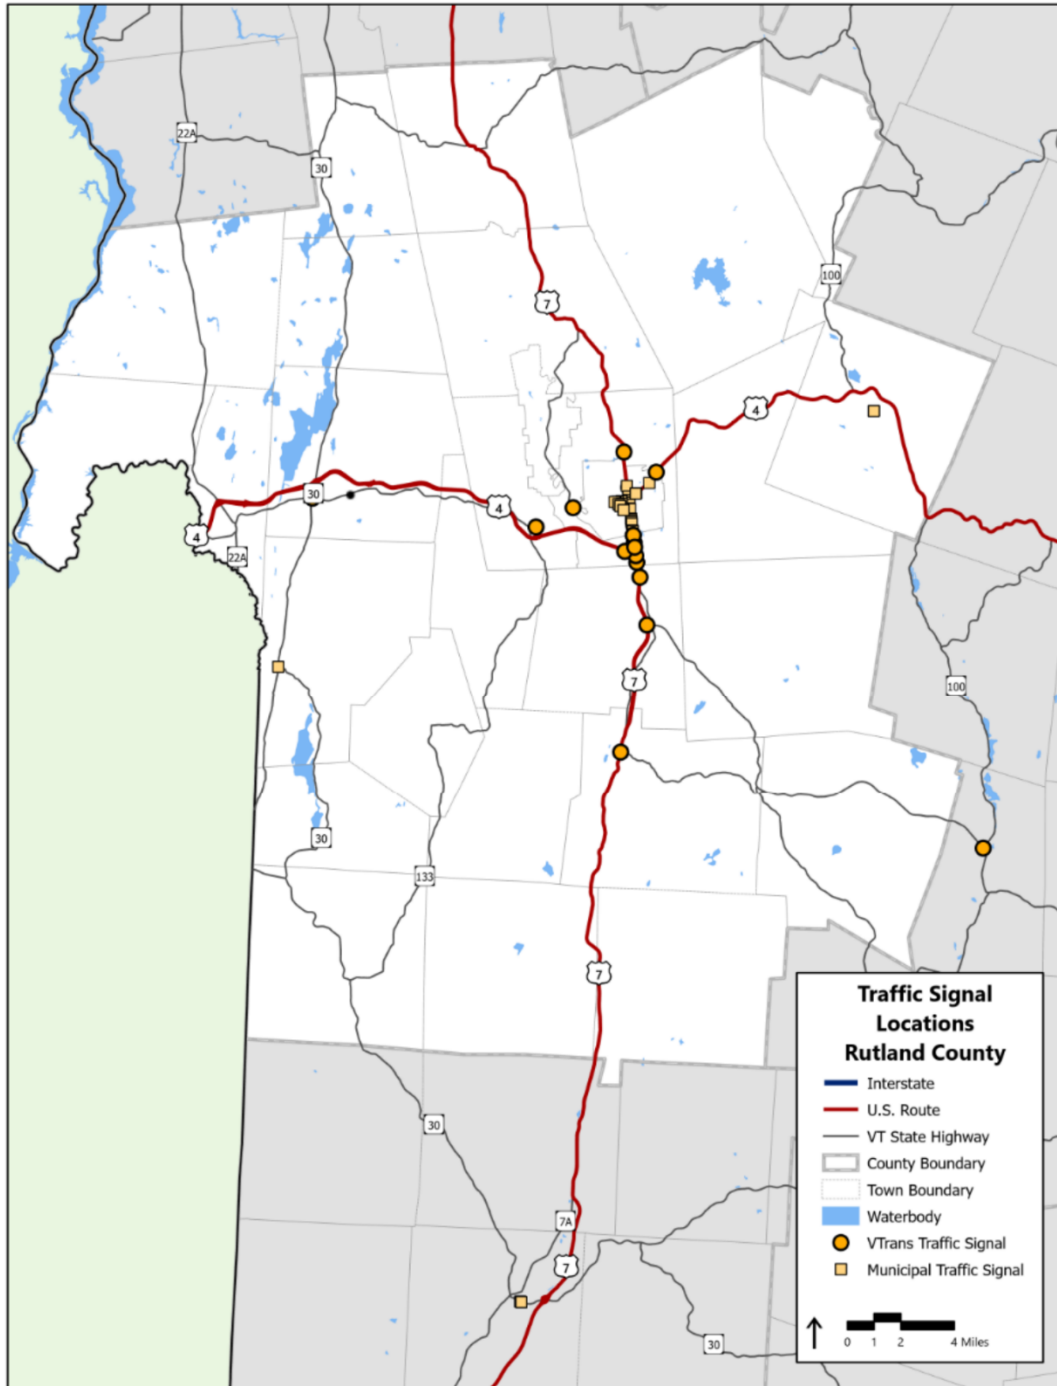 22A
30
100
7
4
30
4
4
22A
7
100
30
133
7
30
7A
7
30
Traffic Signal
Locations
Rutland County
Interstate
U.S. Route
VT State Highway
County Boundary
Town Boundary
Waterbody
VTrans Traffic Signal
Municipal Traffic Signal
0 1 2 4 Miles